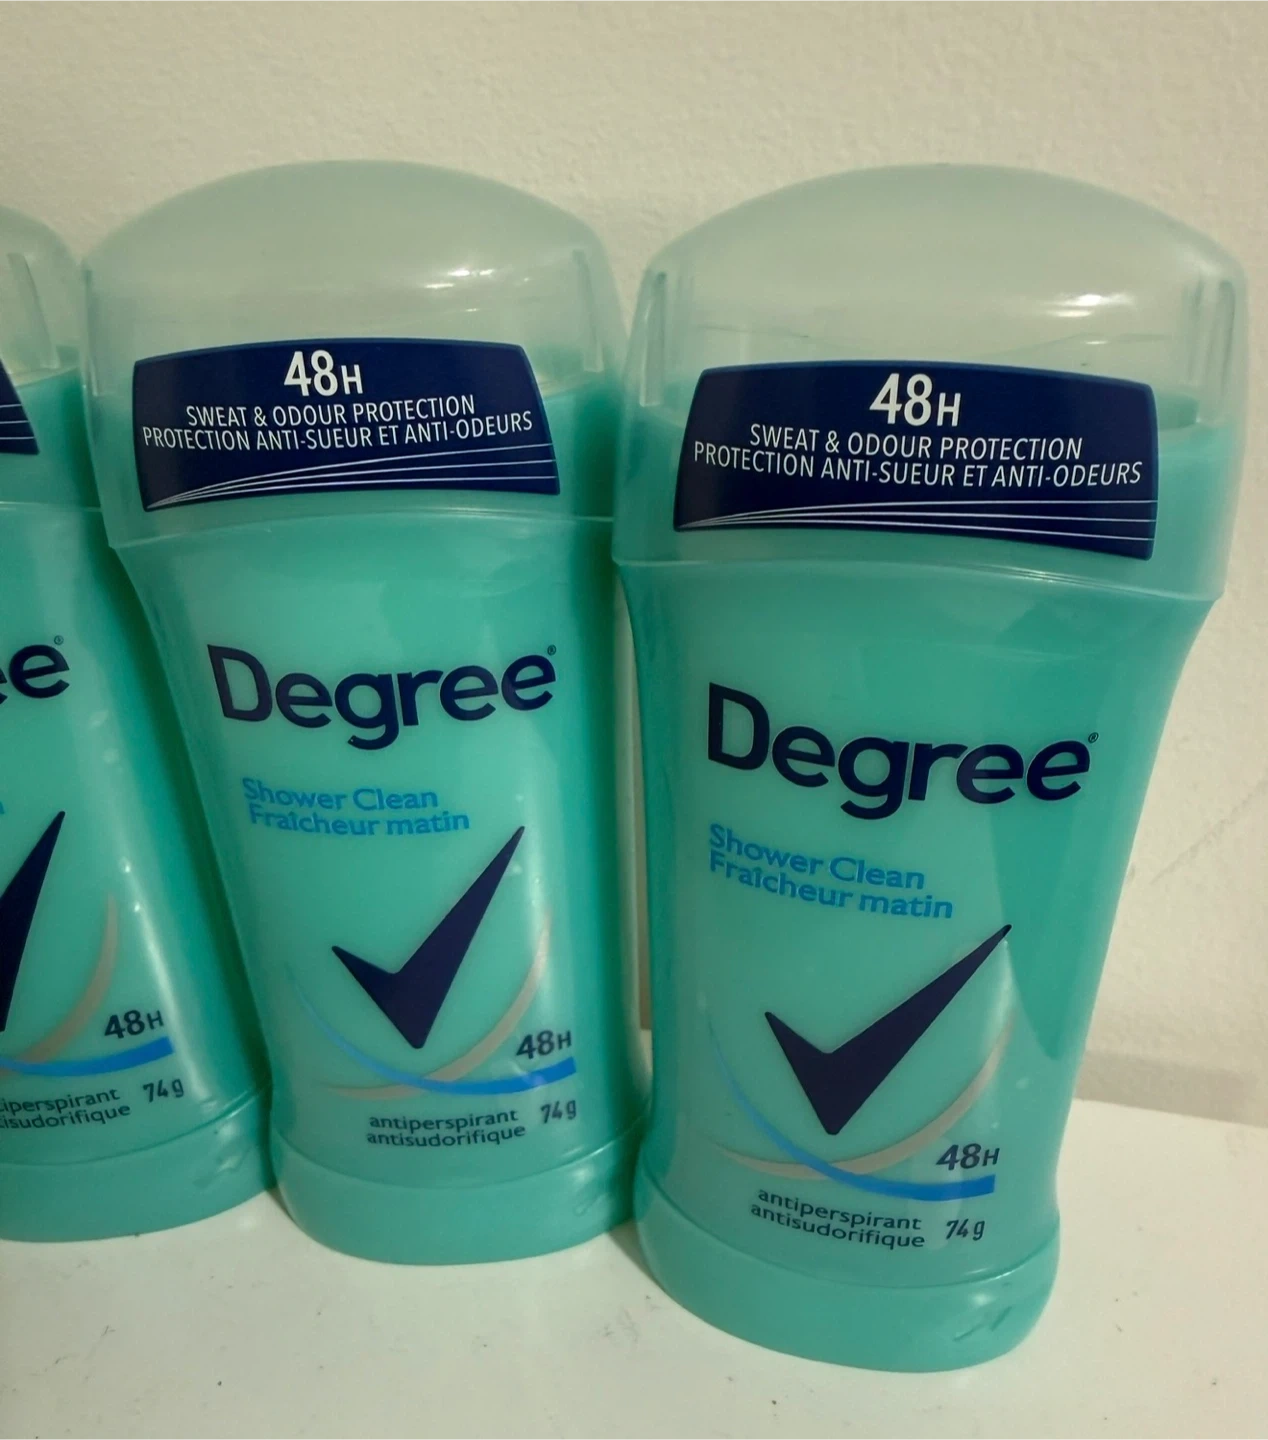 48H
SWEAT & ODOUR PROTECTION
PROTECTION ANTI-SUEUR ET ANTI-ODEURS
Degree®
Shower Clean
Fraîcheur matin
48H
antiperspirant 74g
antisudorifique
48H
SWEAT & ODOUR PROTECTION
PROTECTION ANTI-SUEUR ET ANTI-ODEURS
Degree®
Shower Clean
Fraîcheur matin
48H
antiperspirant 74g
antisudorifique
48H
74g